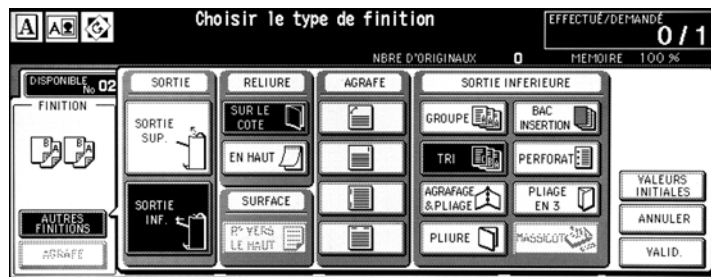 Choisir le type de finition
EFFECTUÉ/DEMANDÉ
0 / 1
NBRE D'ORIGINAUX 0 MEMOIRE 100 %
DISPONIBLE No 02
FINITION
AUTRES
FINITIONS
AGRAFE
SORTIE
SORTIE
SUP.
SORTIE
INF.
RELIURE
SUR LE
COTE
EN HAUT
SURFACE
Rº VERS
LE HAUT
AGRAFE
SORTIE INFERIEURE
GROUPE
BAC
INSERTION
TRI
PERFORAT
AGRAFAGE
&PLIAGE
PLIAGE
EN 3
PLIURE
MASSICOT
VALEURS
INITIALES
ANNULER
VALID.